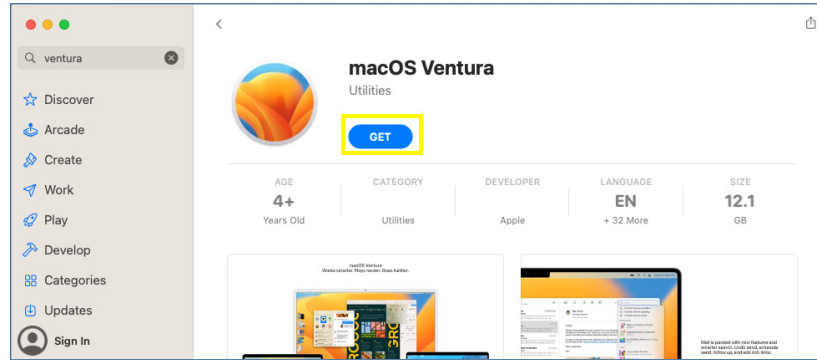 ventura
Discover
Arcade
Create
Work
Play
Develop
Categories
Updates
Sign In
macOS Ventura
Utilities
GET
AGE
4+
Years Old
CATEGORY
Utilities
DEVELOPER
Apple
LANGUAGE
EN
+ 32 More
SIZE
12.1
GB
macOS Ventura
Works smarter. Plays harder. Goes further.
Mail is packed with new features and
smarter search. Undo send, schedule
send, follow up, and add rich links.